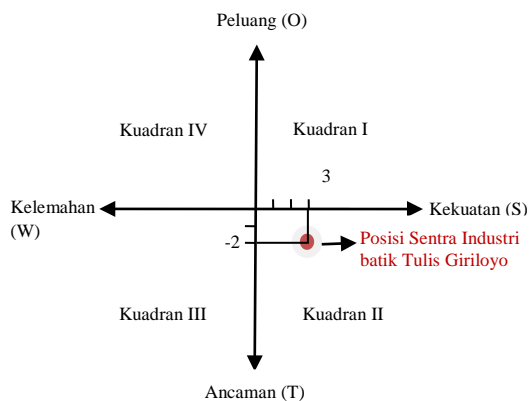 Peluang (O)
Kuadran IV
Kuadran I
3
Kelemahan
(W)
Kekuatan (S)
-2
Posisi Sentra Industri
batik Tulis Giriloyo
Kuadran III
Kuadran II
Ancaman (T)